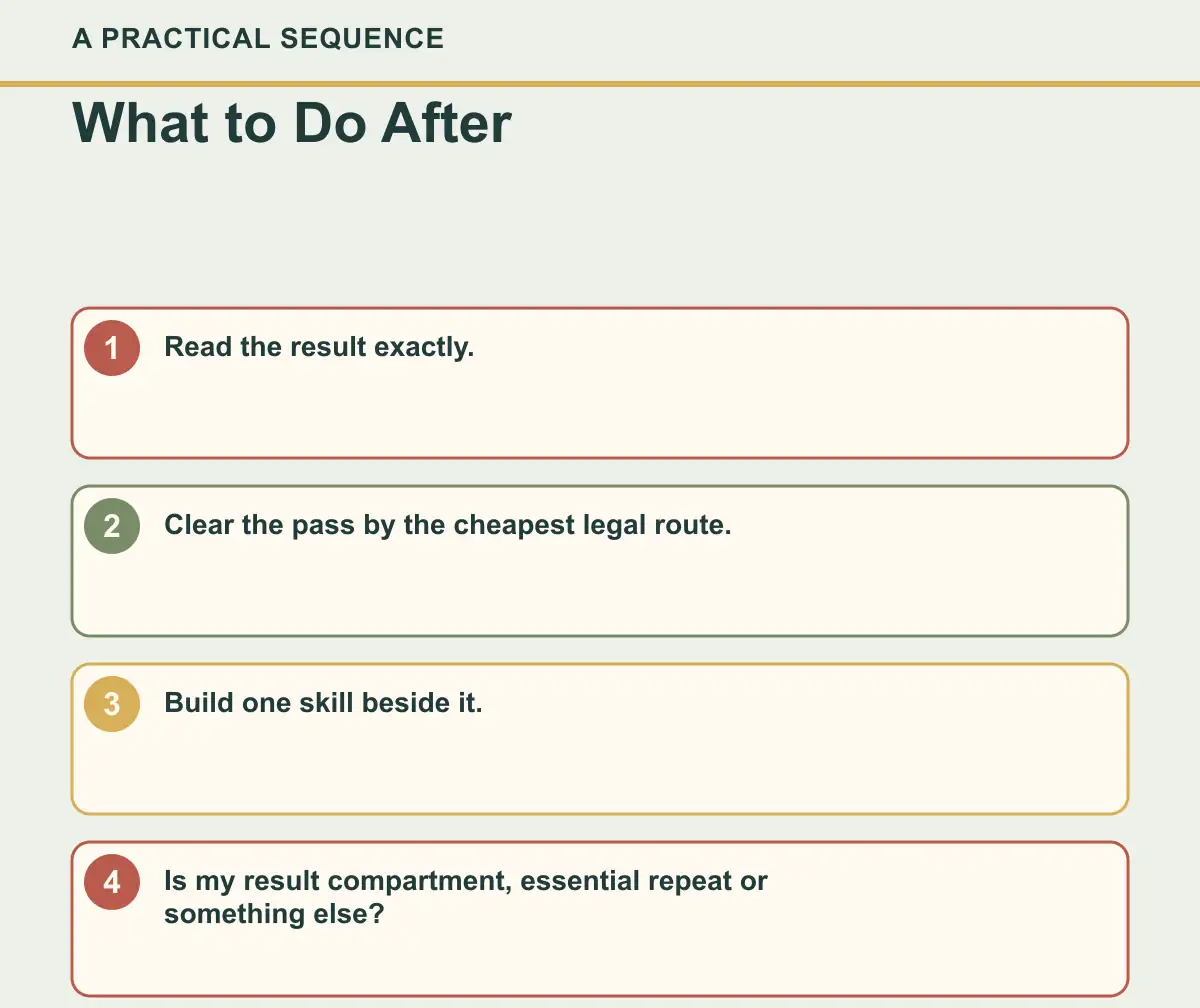 A PRACTICAL SEQUENCE
What to Do After
1
Read the result exactly.
2
Clear the pass by the cheapest legal route.
3
Build one skill beside it.
4
Is my result compartment, essential repeat or
something else?